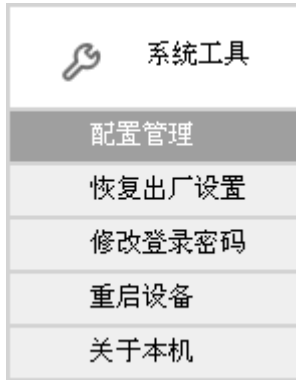 系统工具
配置管理
恢复出厂设置
修改登录密码
重启设备
关于本机